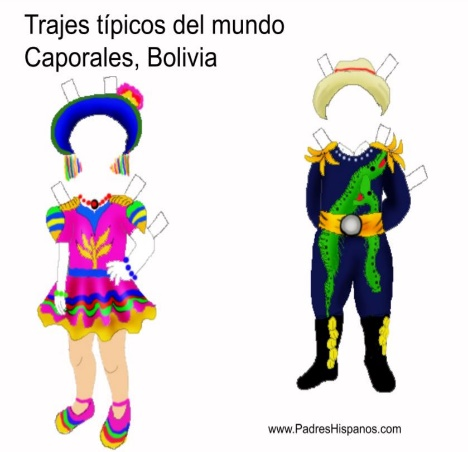 Trajes típicos del mundo
Caporales, Bolivia
www.PadresHispanos.com